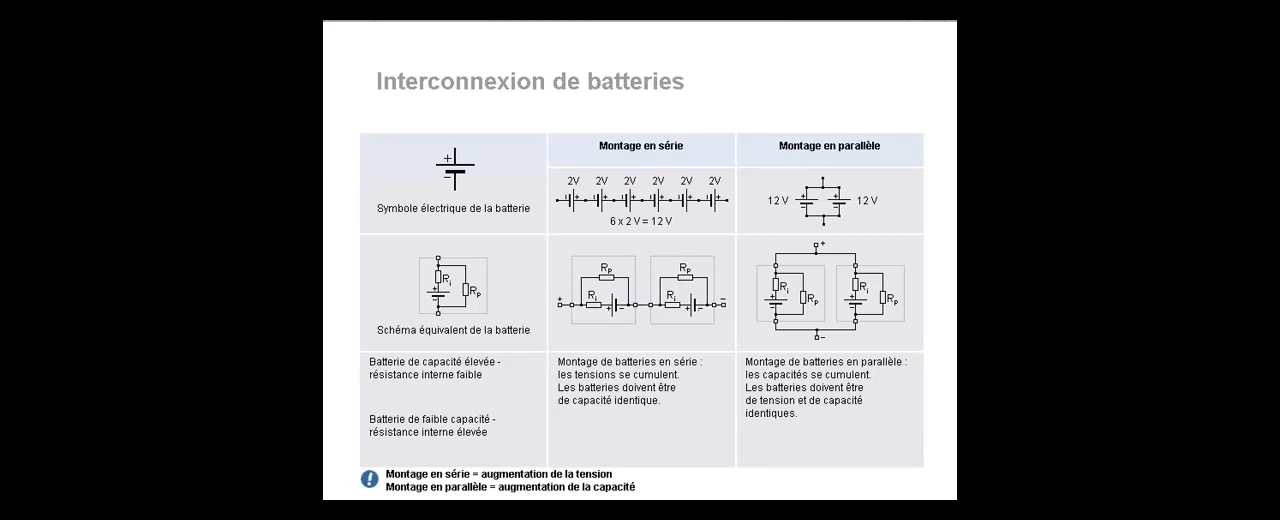 Interconnexion de batteries
Montage en série
Montage en parallèle
+
−
Symbole électrique de la batterie
2V 2V 2V 2V 2V 2V
6 x 2 V = 12 V
12 V
12 V
Ri
Rp
+
−
Schéma équivalent de la batterie
Rp
Rp
Ri
Ri
+
−
+
−
Ri
Rp
Ri
Rp
Batterie de capacité élevée -
résistance interne faible
Batterie de faible capacité -
résistance interne élevée
Montage de batteries en série :
les tensions se cumulent.
Les batteries doivent être
de capacité identique.
Montage de batteries en parallèle :
les capacités se cumulent.
Les batteries doivent être
de tension et de capacité
identiques.
Montage en série = augmentation de la tension
Montage en parallèle = augmentation de la capacité